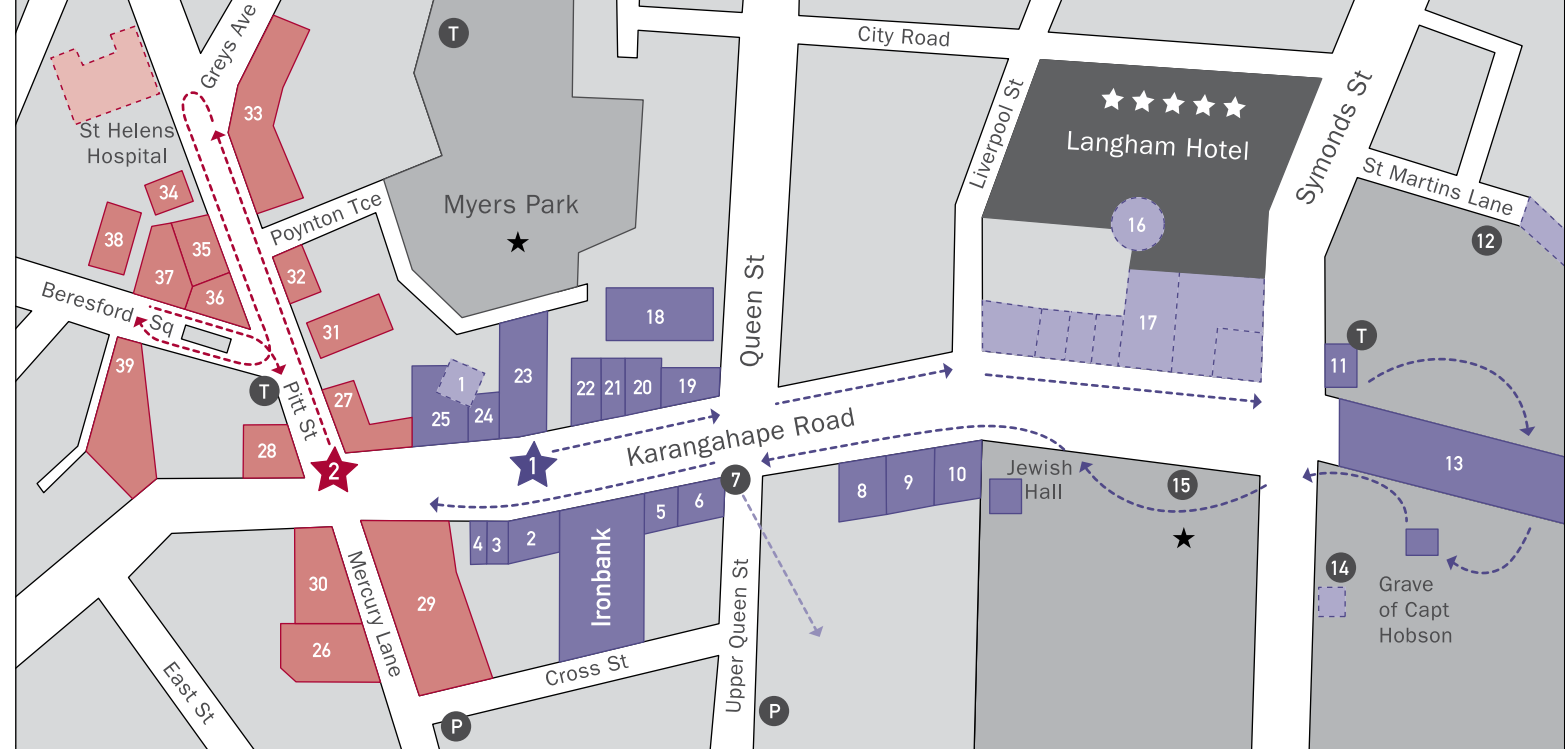 Greys Ave
T
City Road
Liverpool St
Langham Hotel
Symonds St
St Martins Lane
St Helens
Hospital
33
34
38
35
37
36
Poynton Tce
32
Myers Park
Queen St
16
12
Beresford Sq
31
18
17
T
11
39
T
Pitt St
27
1
25
24
23
22
21
20
19
28
2
1
Karangahape Road
7
8
9
10
Jewish
Hall
15
13
4
3
2
Ironbank
5
6
30
26
Mercury Lane
29
Cross St
Upper Queen St
14
Grave
of Capt
Hobson
East St
P
P